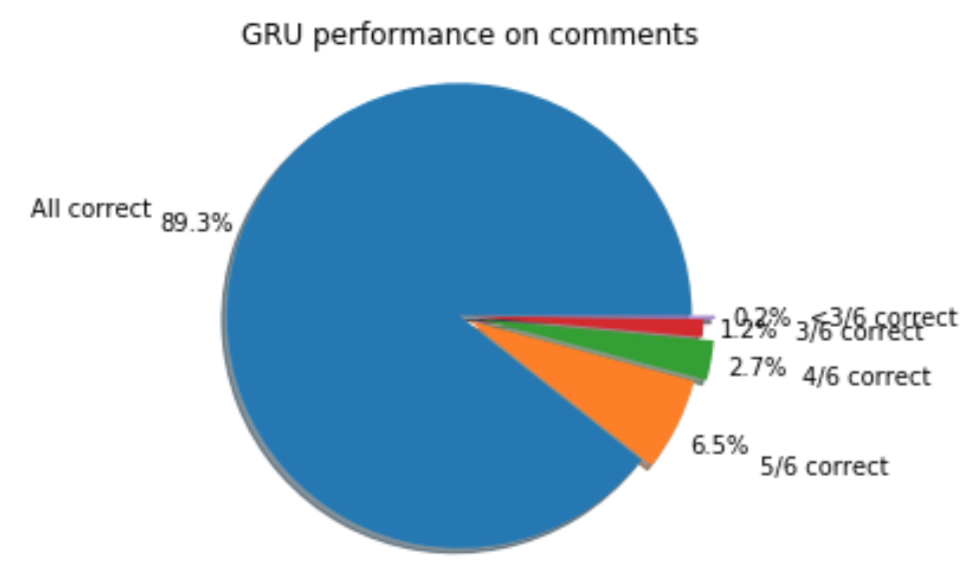 GRU performance on comments
All correct 89.3%
0.2% <3/6 correct
1.2% 3/6 correct
2.7% 4/6 correct
6.5%
5/6 correct